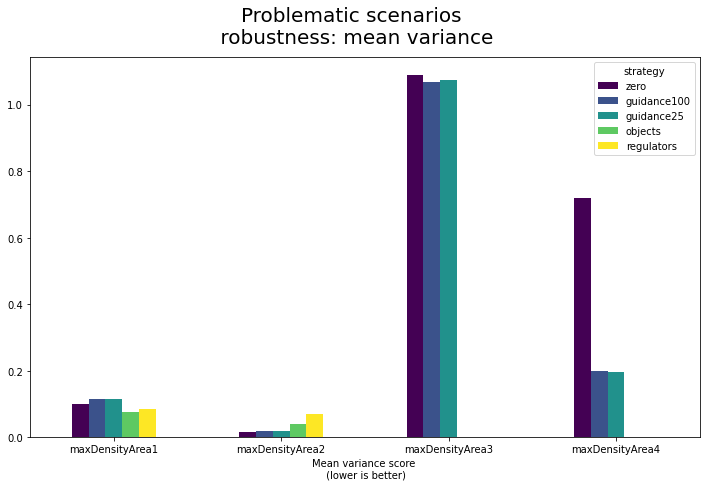 Problematic scenarios
robustness: mean variance
strategy
zero
guidance100
guidance25
objects
regulators
1.0
0.8
0.6
0.4
0.2
0.0
maxDensityArea1 maxDensityArea2 maxDensityArea3 maxDensityArea4
Mean variance score
(lower is better)